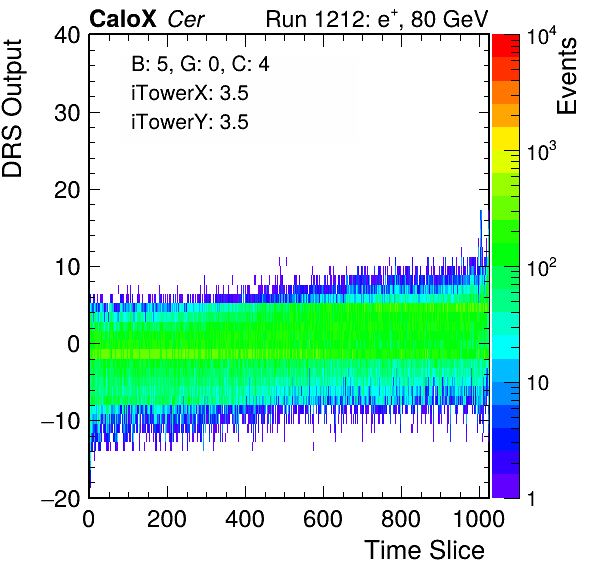 CaloX Cer Run 1212: e⁺, 80 GeV
B: 5, G: 0, C: 4
iTowerX: 3.5
iTowerY: 3.5
DRS Output
40
30
20
10
0
−10
−20
0 200 400 600 800 1000
Time Slice
Events
10⁴
10³
10²
10
1